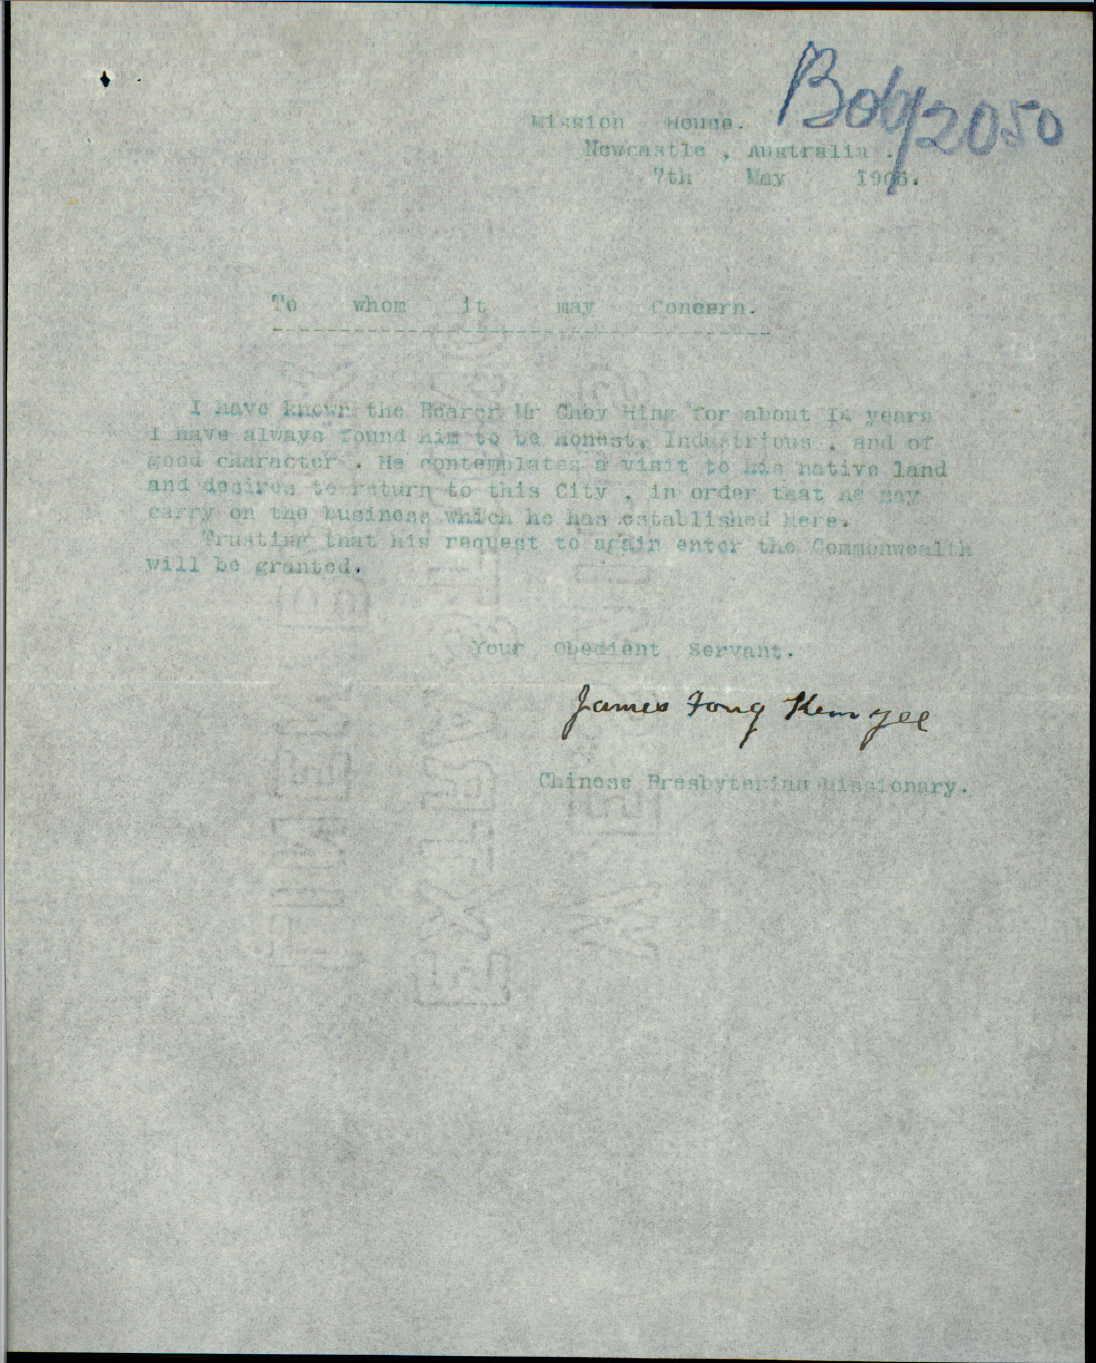 B06/2050
Mission House.
Newcastle , Australia .
7th May 1906.
To whom it may Concern.
I have known the Bearer Mr Choy Hing for about 14 years
I have always found him to be honest, Industrious , and of
good character . He contemplates a visit to his native land
and desires to return to this City , in order that he may
carry on the business which he has established Here.
Trusting that his request to again enter the Commonwealth
will be granted.
Your Obedient Servant.
James Fong Kem Yee
Chinese Presbyterian Missionary.